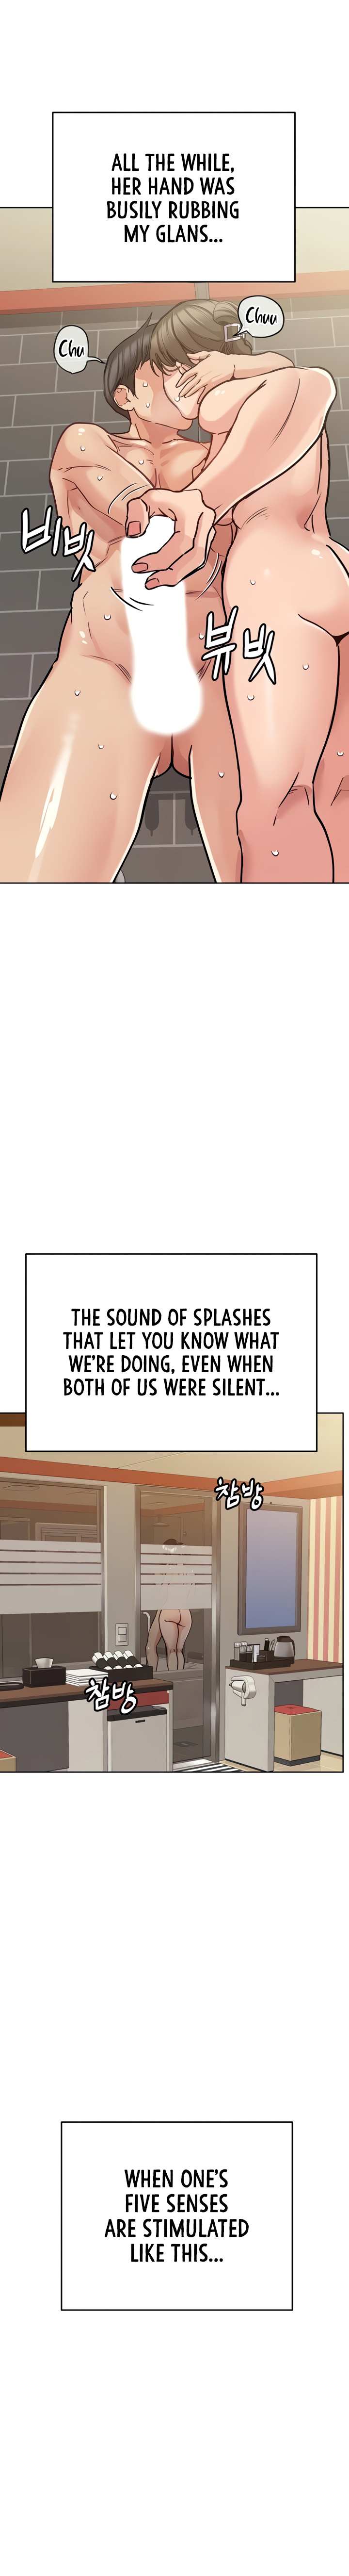 ALL THE WHILE,
HER HAND WAS
BUSILY RUBBING
MY GLANS...
Chuu
Chu
비빗
뷰빗
THE SOUND OF SPLASHES
THAT LET YOU KNOW WHAT
WE'RE DOING, EVEN WHEN
BOTH OF US WERE SILENT...
참방
참방
WHEN ONE'S
FIVE SENSES
ARE STIMULATED
LIKE THIS...